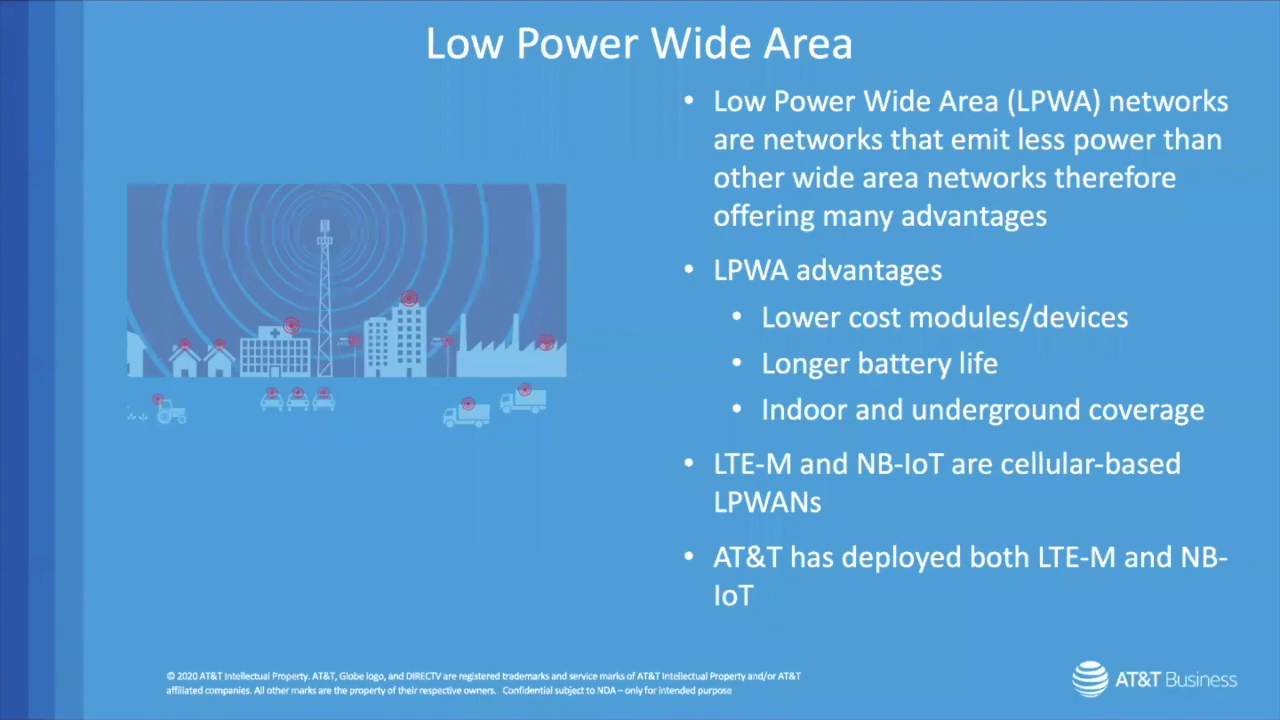 Low Power Wide Area
• Low Power Wide Area (LPWA) networks
are networks that emit less power than
other wide area networks therefore
offering many advantages
• LPWA advantages
• Lower cost modules/devices
• Longer battery life
• Indoor and underground coverage
• LTE-M and NB-IoT are cellular-based
LPWANs
• AT&T has deployed both LTE-M and NB-
IoT
© 2020 AT&T Intellectual Property. AT&T, Globe logo, and DIRECTV are registered trademarks and service marks of AT&T Intellectual Property and/or AT&T
affiliated companies. All other marks are the property of their respective owners. Confidential subject to NDA – only for intended purpose
AT&T Business